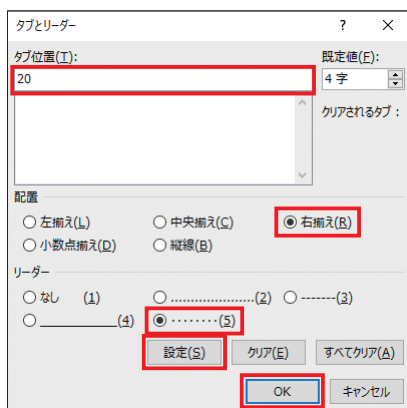 タブとリーダー ? ×
タブ位置(T): 既定値(F):
20 4 字
クリアされるタブ:
配置
左揃え(L) 中央揃え(C) 右揃え(R)
小数点揃え(D) 縦線(B)
リーダー
なし (1) .....................(2) -------(3)
____________(4) ········(5)
設定(S) クリア(E) すべてクリア(A)
OK キャンセル